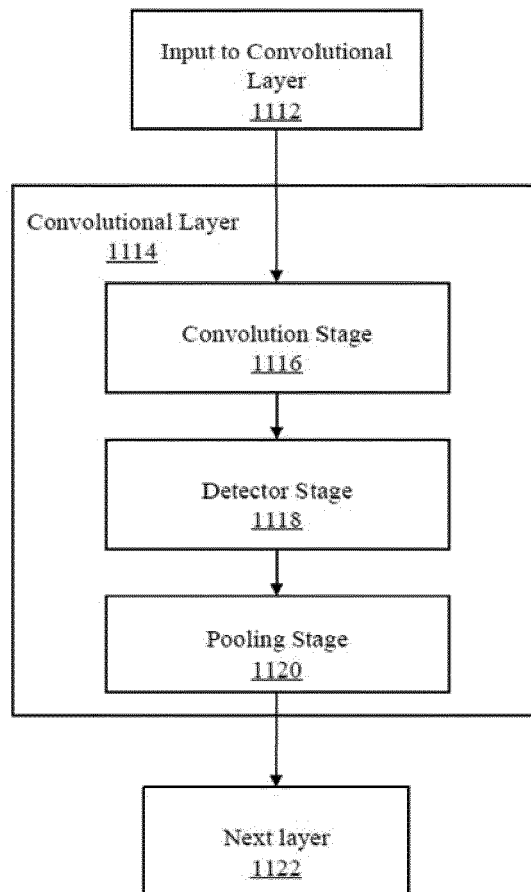 Input to Convolutional
Layer
1112
Convolutional Layer
1114
Convolution Stage
1116
Detector Stage
1118
Pooling Stage
1120
Next layer
1122